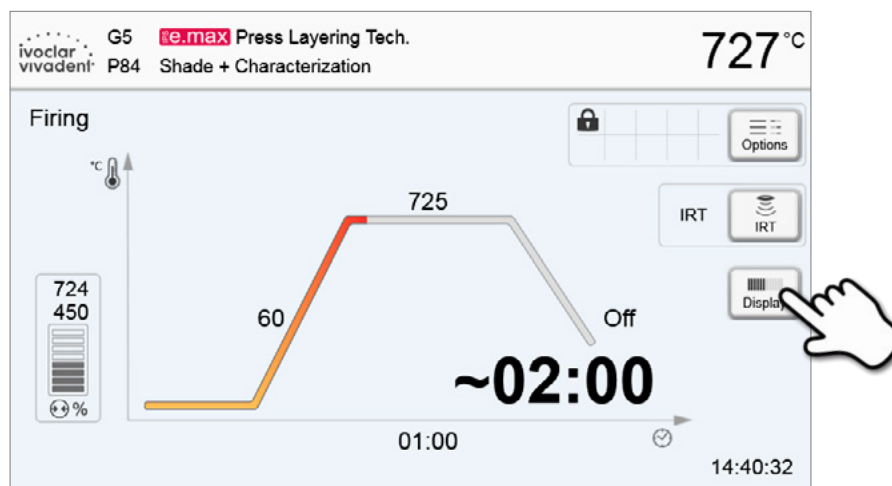 ivoclar
vivadent
G5 IPS e.max Press Layering Tech.
P84 Shade + Characterization
727 °C
Firing
Options
°C
725
IRT
IRT
724
450
60
Off
Display
%
~02:00
01:00
14:40:32